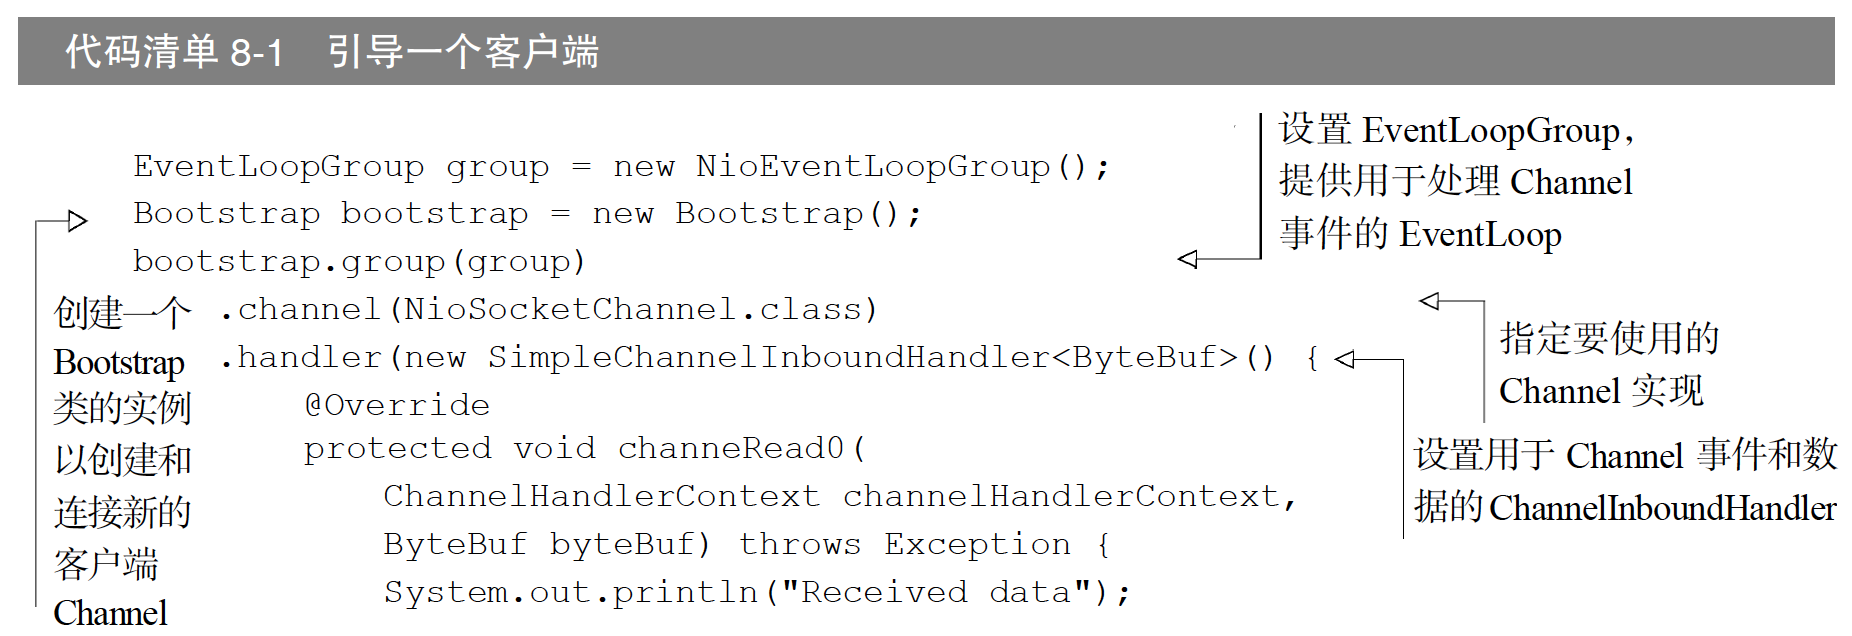 代码清单 8-1 引导一个客户端
EventLoopGroup group = new NioEventLoopGroup();
Bootstrap bootstrap = new Bootstrap();
bootstrap.group(group)
.channel(NioSocketChannel.class)
.handler(new SimpleChannelInboundHandler<ByteBuf>() {
@Override
protected void channeRead0(
ChannelHandlerContext channelHandlerContext,
ByteBuf byteBuf) throws Exception {
System.out.println("Received data");
设置 EventLoopGroup，
提供用于处理 Channel
事件的 EventLoop
创建一个
Bootstrap
类的实例
以创建和
连接新的
客户端
Channel
指定要使用的
Channel 实现
设置用于 Channel 事件和数
据的 ChannelInboundHandler